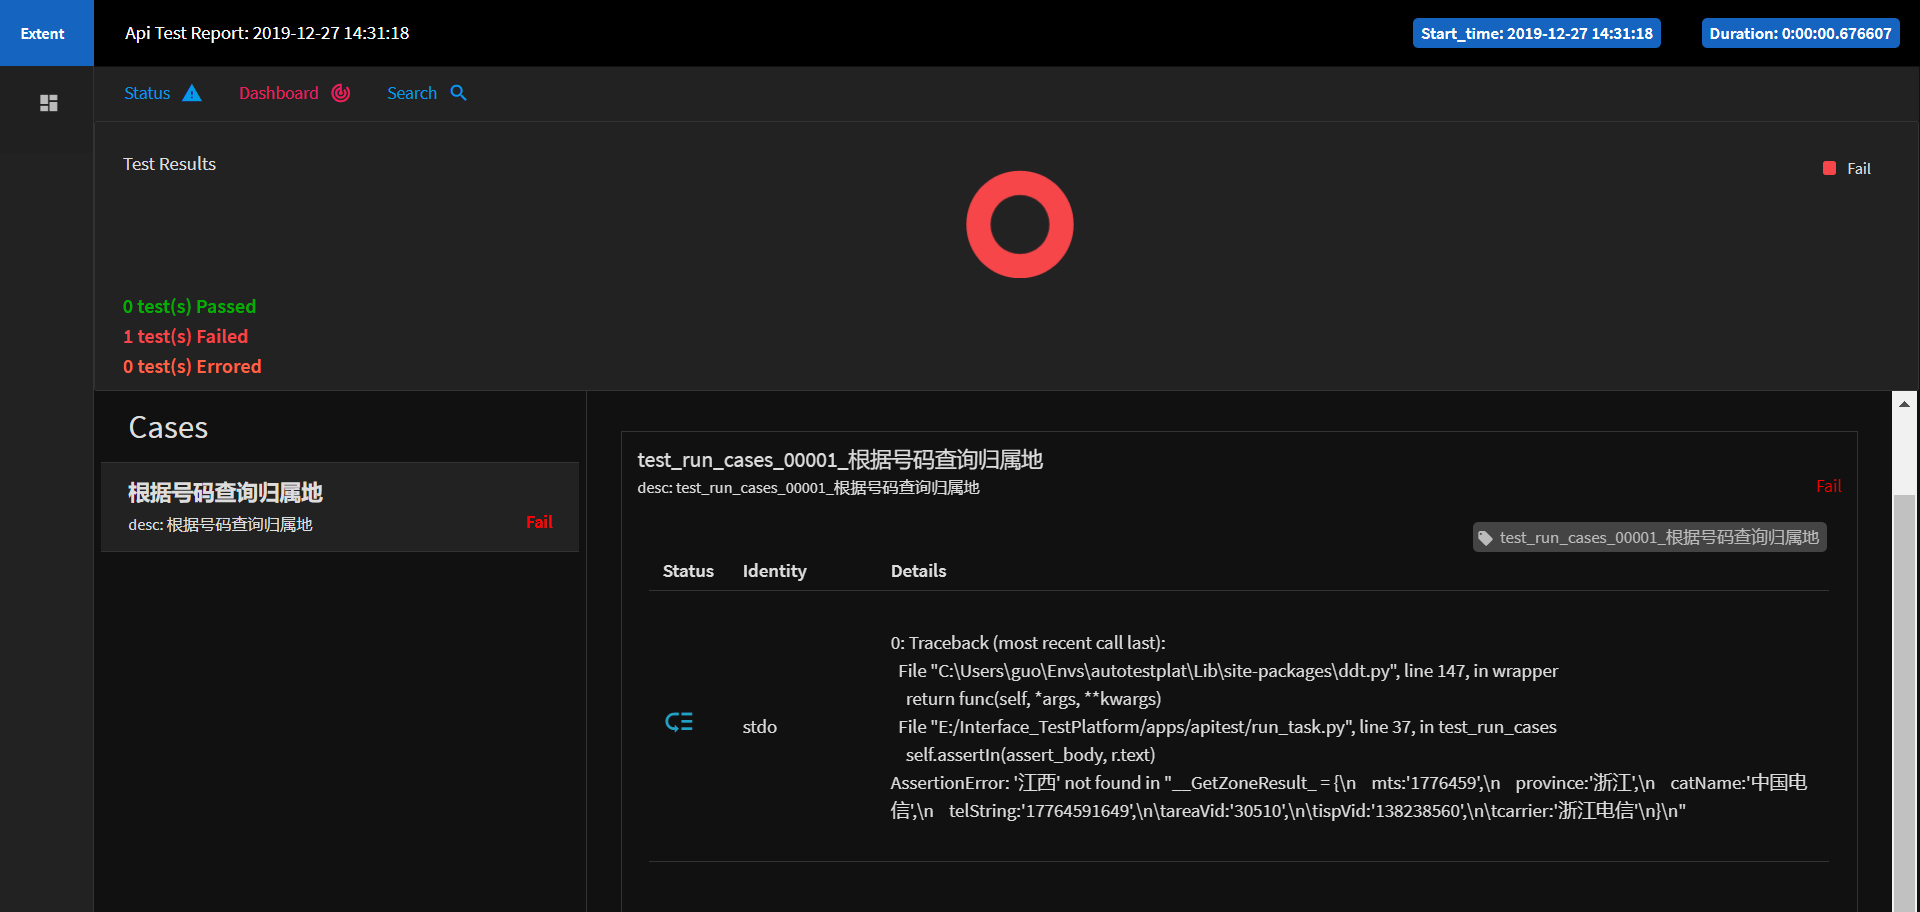 Extent
Api Test Report: 2019-12-27 14:31:18
Start_time: 2019-12-27 14:31:18
Duration: 0:00:00.676607
Status
Dashboard
Search
Test Results
Fail
0 test(s) Passed
1 test(s) Failed
0 test(s) Errored
Cases
根据号码查询归属地
desc: 根据号码查询归属地
Fail
test_run_cases_00001_根据号码查询归属地
desc: test_run_cases_00001_根据号码查询归属地
Fail
test_run_cases_00001_根据号码查询归属地
Status Identity Details
stdo
0: Traceback (most recent call last):
File "C:\Users\guo\Envs\autotestplat\Lib\site-packages\ddt.py", line 147, in wrapper
return func(self, *args, **kwargs)
File "E:/Interface_TestPlatform/apps/apitest/run_task.py", line 37, in test_run_cases
self.assertIn(assert_body, r.text)
AssertionError: '江西' not found in "__GetZoneResult_ = {\n    mts:'1776459',\n    province:'浙江',\n    catName:'中国电
信',\n    telString:'17764591649',\n\tareaVid:'30510',\n\tispVid:'138238560',\n\tcarrier:'浙江电信'\n}\n"